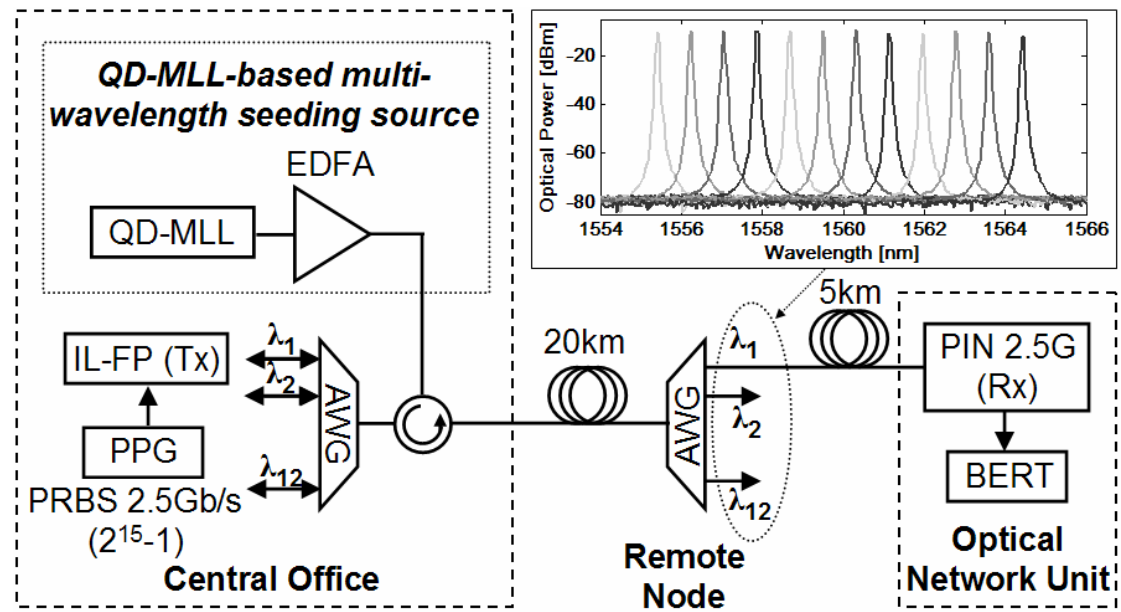 QD-MLL-based multi-
wavelength seeding source
EDFA
QD-MLL
IL-FP (Tx)
PPG
PRBS 2.5Gb/s
(2¹⁵-1)
λ₁
λ₂
λ₁₂
AWG
Central Office
20km
AWG
Remote
Node
λ₁
λ₂
λ₁₂
5km
PIN 2.5G
(Rx)
BERT
Optical
Network Unit
Optical Power [dBm]
-20
-40
-60
-80
1554 1556 1558 1560 1562 1564 1566
Wavelength [nm]